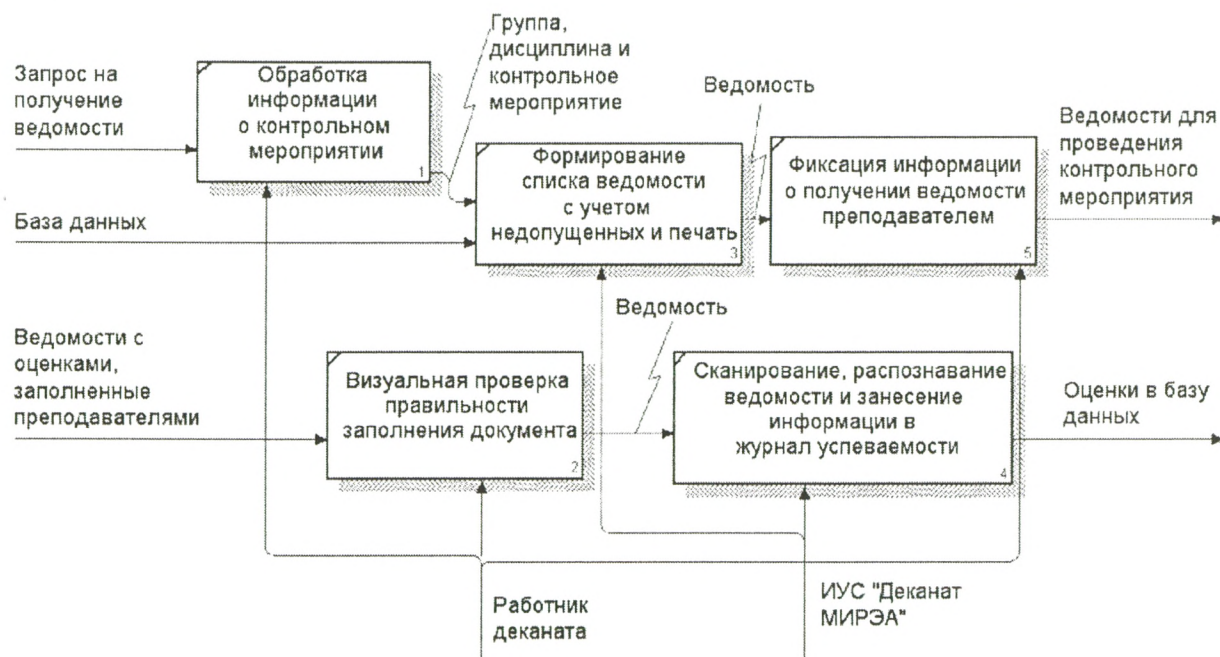 Группа,
дисциплина и
контрольное
мероприятие
Запрос на
получение
ведомости
Обработка
информации
о контрольном
мероприятии
1
Ведомость
Ведомости для
проведения
контрольного
мероприятия
Формирование
списка ведомости
с учетом
недопущенных и печать
3
Фиксация информации
о получении ведомости
преподавателем
5
База данных
Ведомость
Ведомости с
оценками,
заполненные
преподавателями
Визуальная проверка
правильности
заполнения документа
2
Сканирование, распознавание
ведомости и занесение
информации в
журнал успеваемости
4
Оценки в базу
данных
Работник
деканата
ИУС "Деканат
МИРЭА"